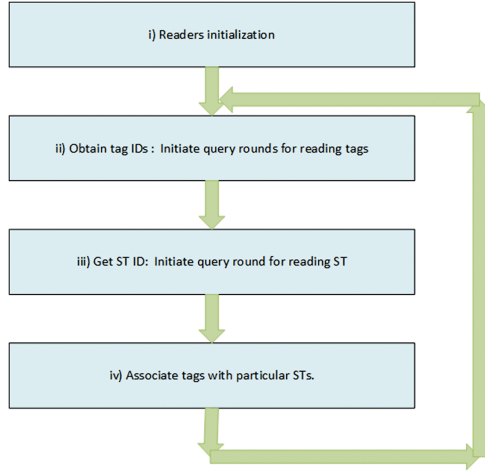 i) Readers initialization
ii) Obtain tag IDs :  Initiate query rounds for reading tags
iii) Get ST ID:  Initiate query round for reading ST
iv) Associate tags with particular STs.